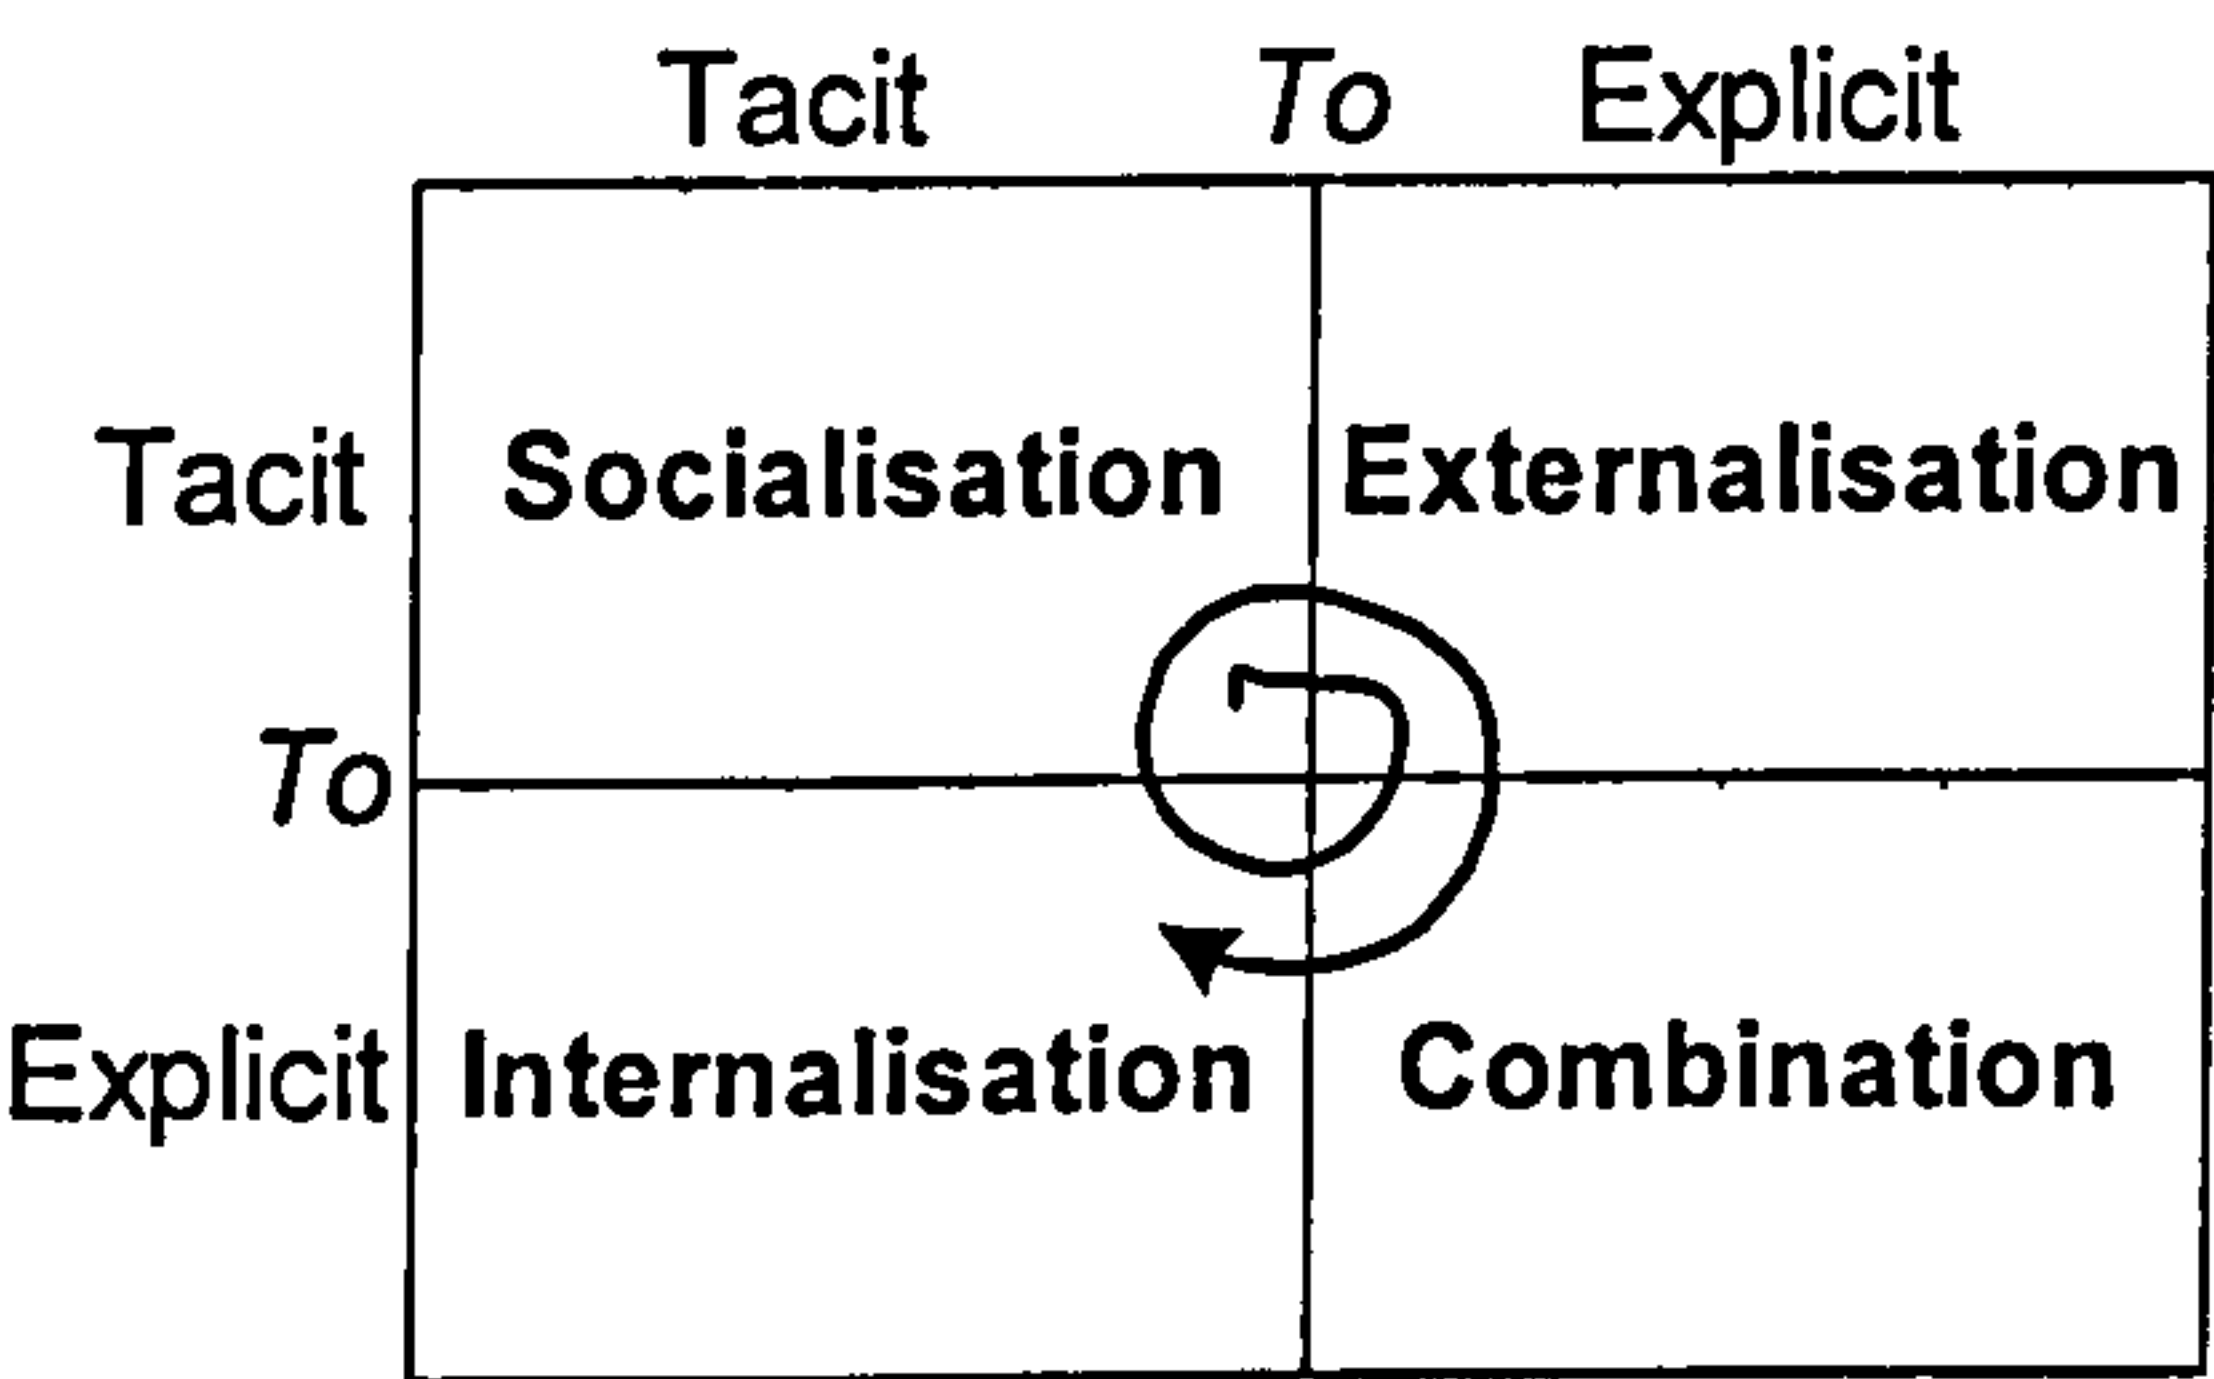 Tacit To Explicit
Tacit Socialisation Externalisation
To
Explicit Internalisation Combination